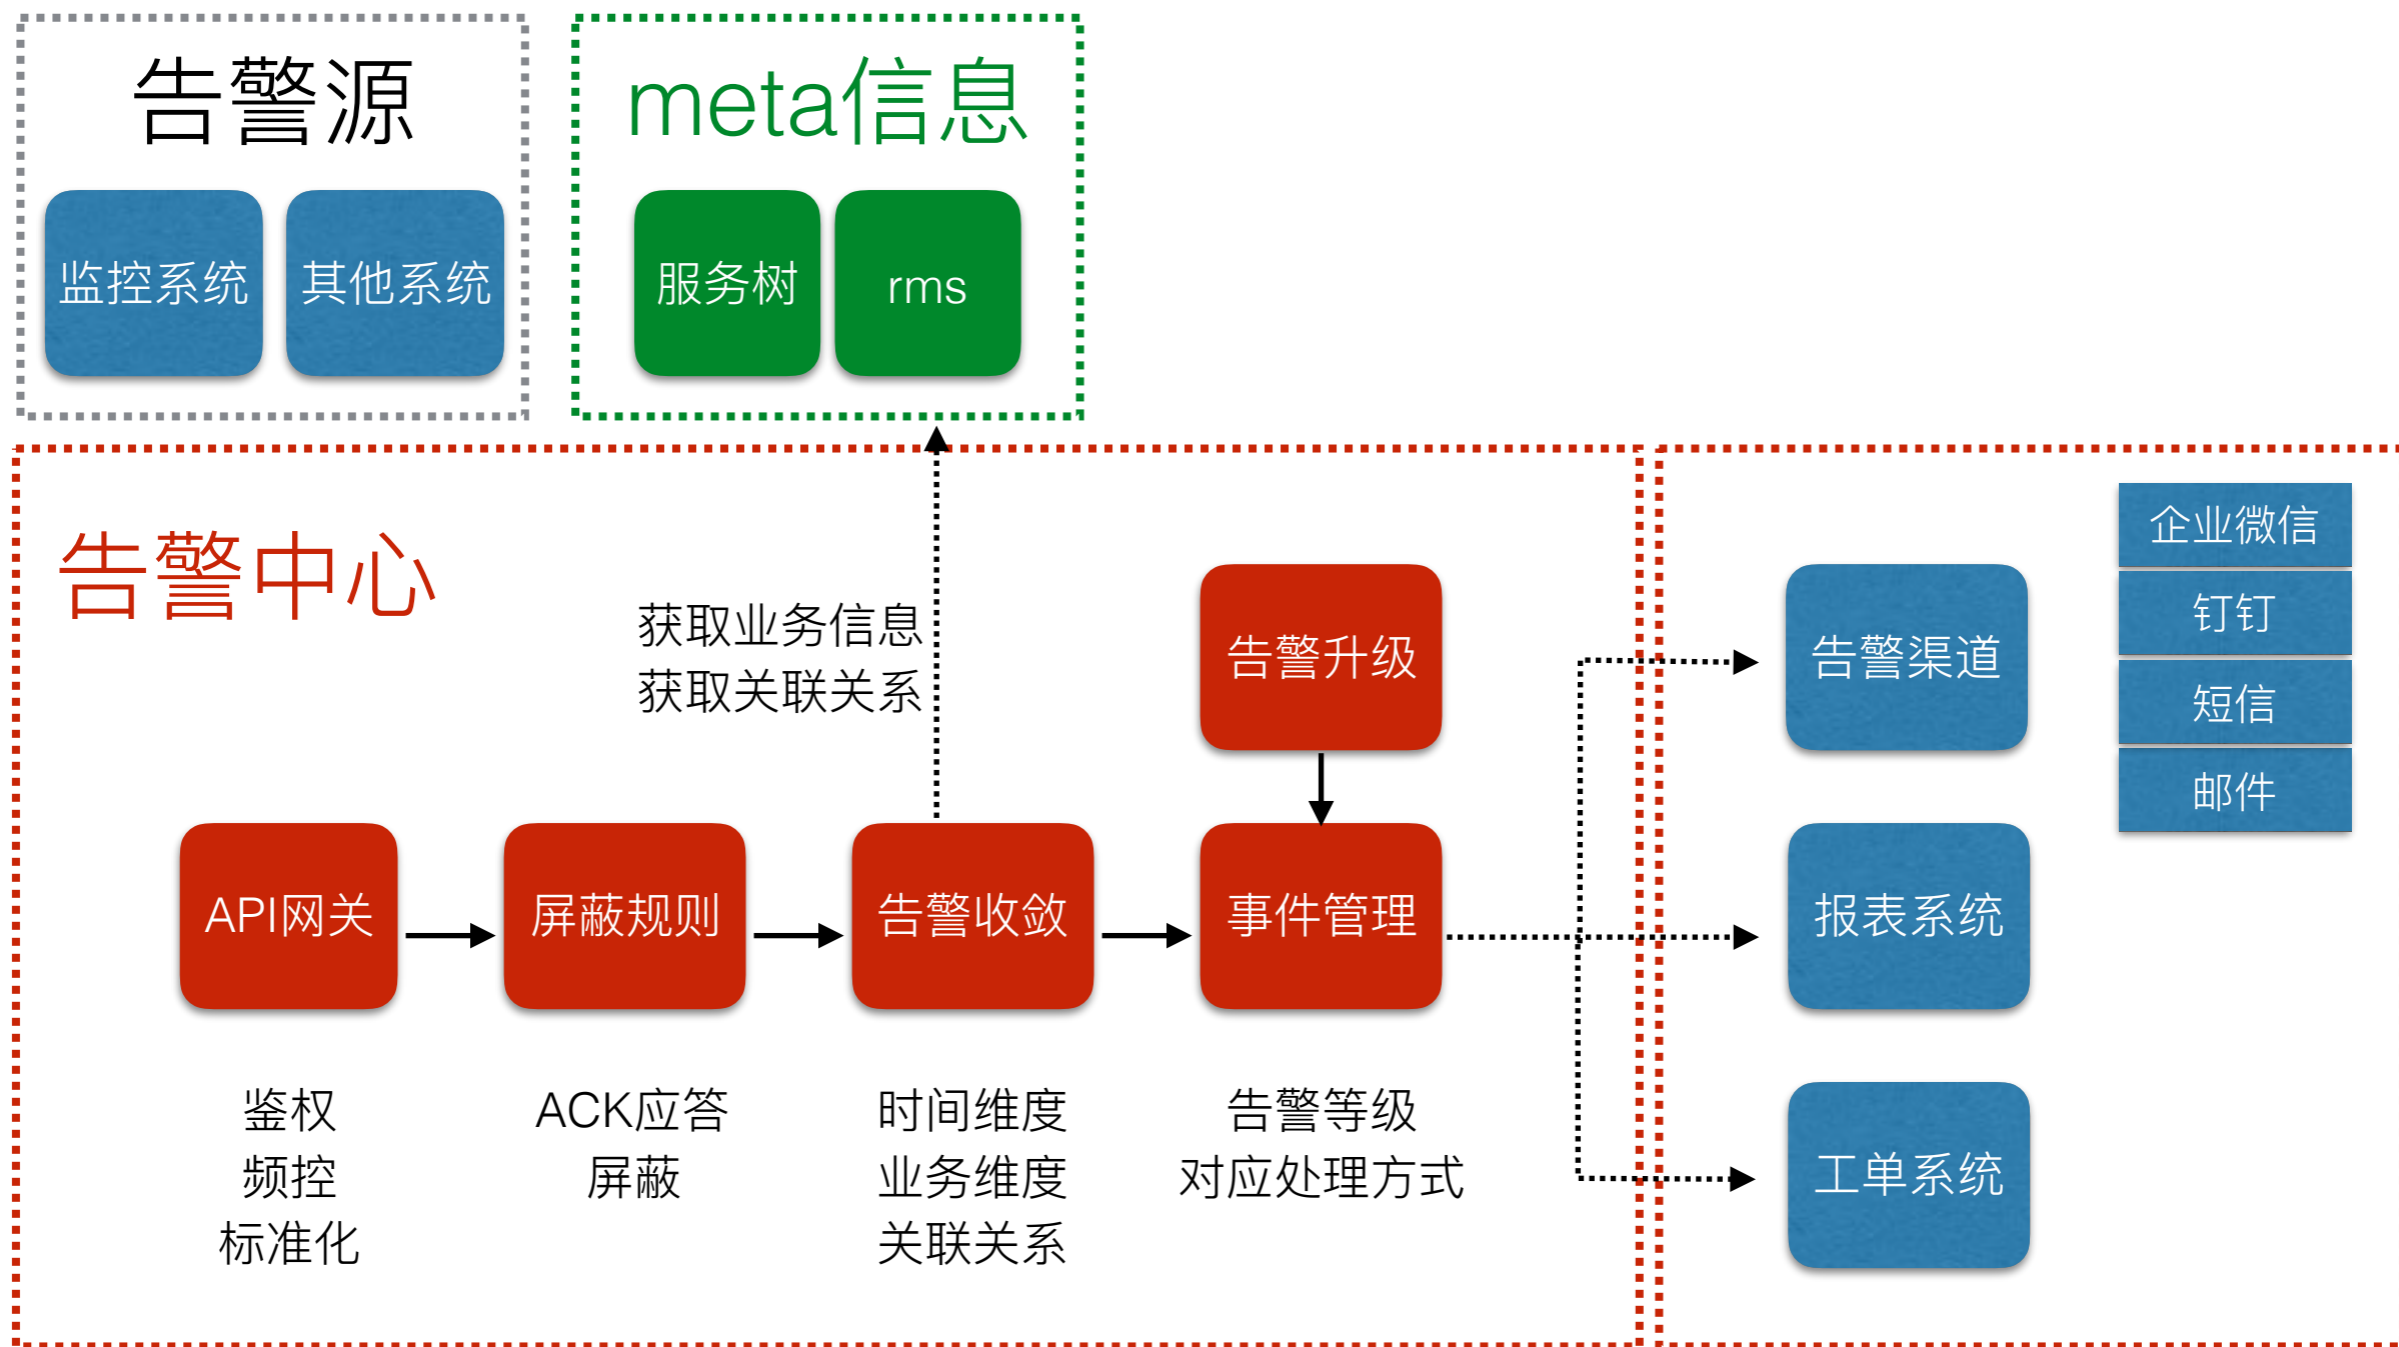 告警源
监控系统
其他系统
meta信息
服务树
rms
告警中心
获取业务信息
获取关联关系
告警升级
API网关
屏蔽规则
告警收敛
事件管理
鉴权
频控
标准化
ACK应答
屏蔽
时间维度
业务维度
关联关系
告警等级
对应处理方式
告警渠道
报表系统
工单系统
企业微信
钉钉
短信
邮件